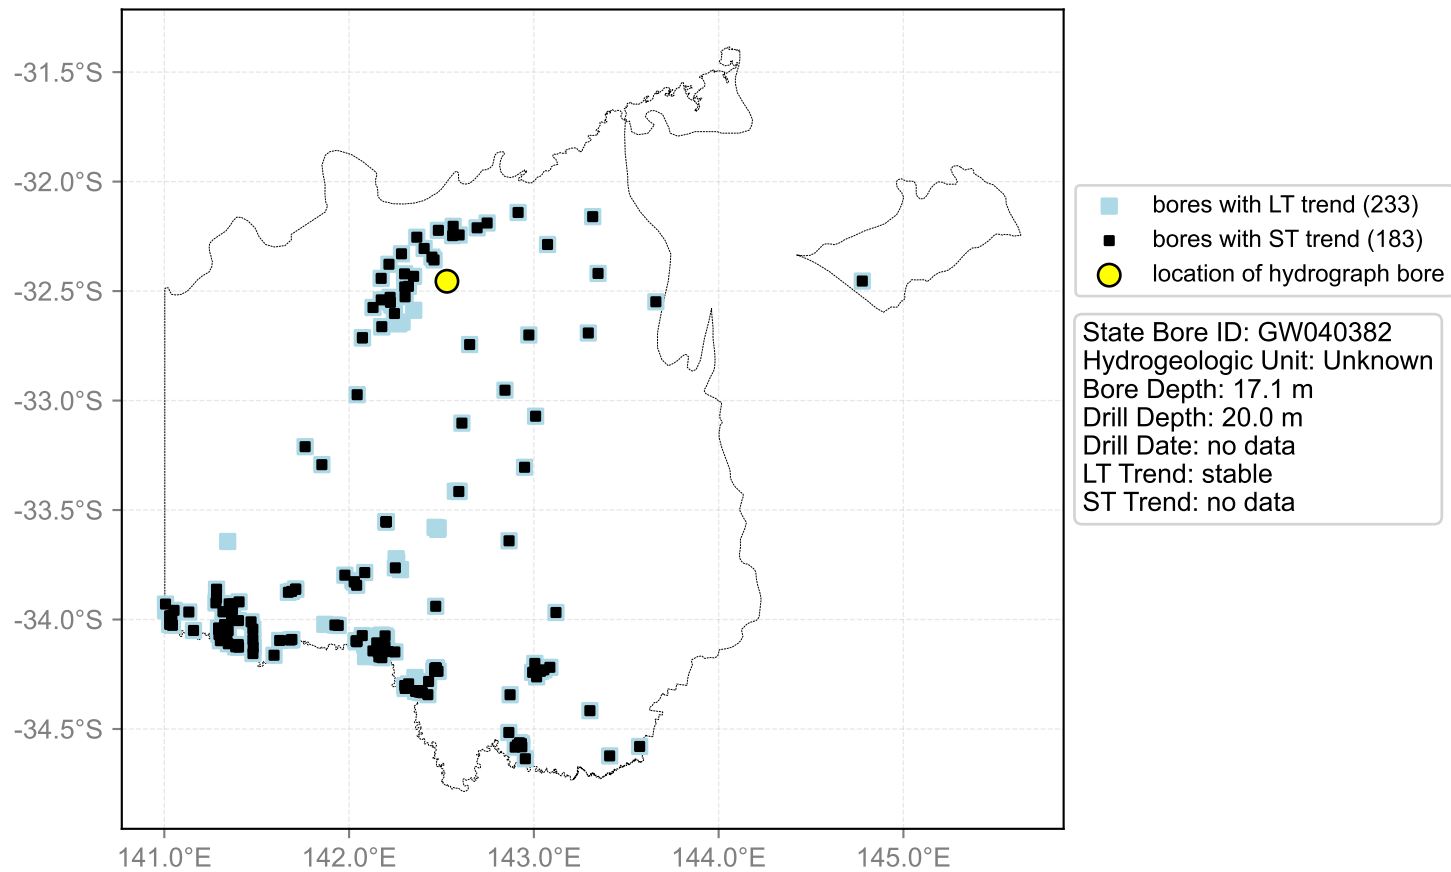 -31.5°S
-32.0°S
-32.5°S
-33.0°S
-33.5°S
-34.0°S
-34.5°S
141.0°E
142.0°E
143.0°E
144.0°E
145.0°E
bores with LT trend (233)
bores with ST trend (183)
location of hydrograph bore
State Bore ID: GW040382
Hydrogeologic Unit: Unknown
Bore Depth: 17.1 m
Drill Depth: 20.0 m
Drill Date: no data
LT Trend: stable
ST Trend: no data